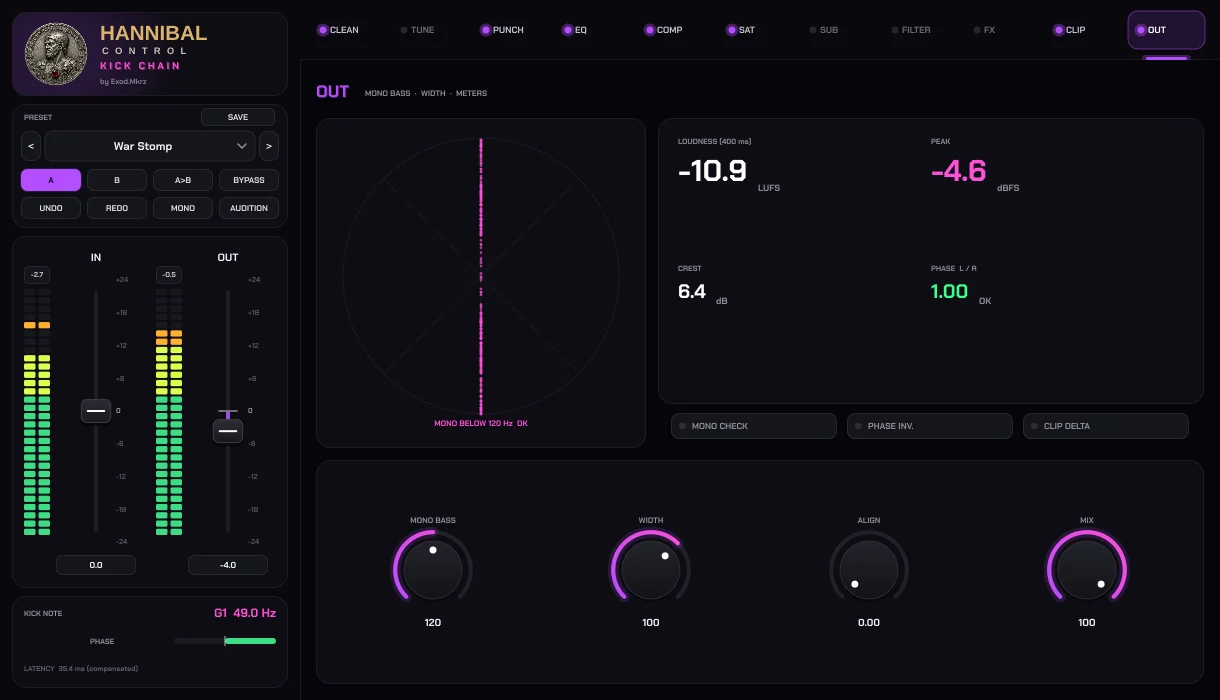 HANNIBAL
CONTROL
KICK CHAIN
by Exod.Mkrz
CLEAN
TUNE
PUNCH
EQ
COMP
SAT
SUB
FILTER
FX
CLIP
OUT
PRESET
SAVE
<
War Stomp
>
A
B
A>B
BYPASS
UNDO
REDO
MONO
AUDITION
IN
OUT
-2.7
-0.5
+24
+18
+12
+6
0
-6
-12
-18
-24
+24
+18
+12
+6
0
-6
-12
-18
-24
0.0
-4.0
KICK NOTE
G1 49.0 Hz
PHASE
LATENCY 35.4 ms (compensated)
OUT
MONO BASS · WIDTH · METERS
MONO BELOW 120 Hz OK
LOUDNESS (400 ms)
-10.9 LUFS
PEAK
-4.6 dBFS
CREST
6.4 dB
PHASE L / R
1.00 OK
MONO CHECK
PHASE INV.
CLIP DELTA
MONO BASS
120
WIDTH
100
ALIGN
0.00
MIX
100